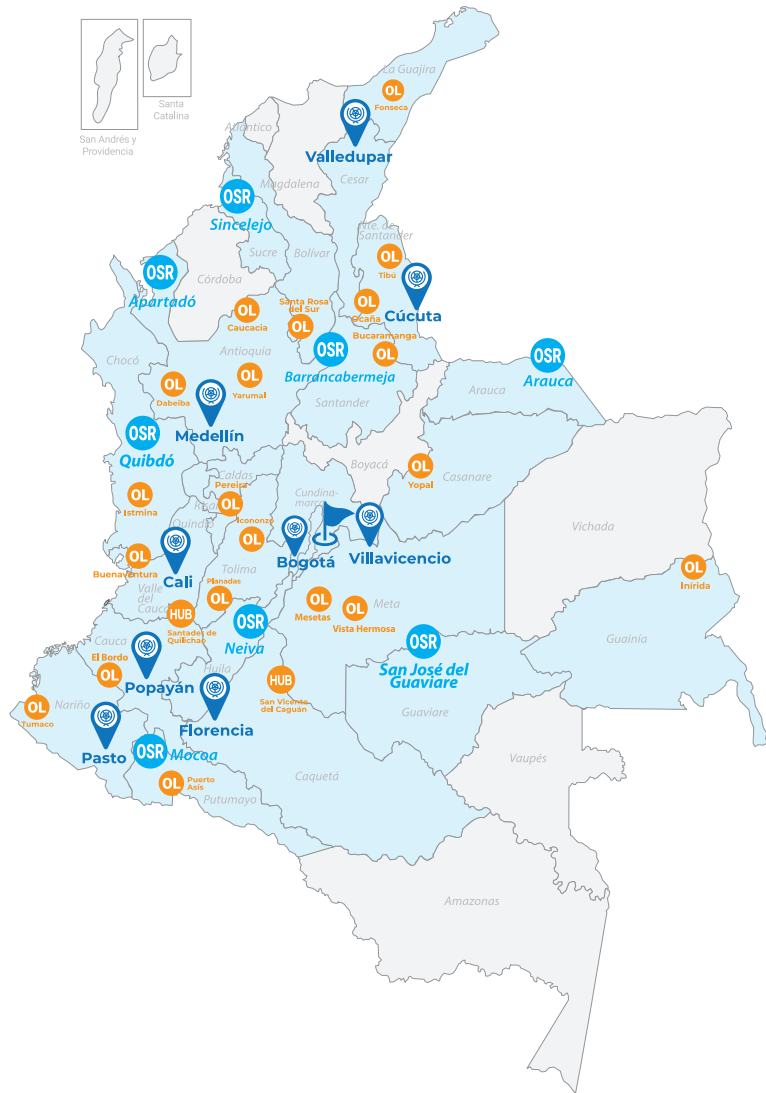 La Guajira
OL
Fonseca
Santa
Catalina
San Andrés y
Providencia
Atlántico
Valledupar
Cesar
Magdalena
OSR
Sincelejo
Nte. de
Santander
Sucre
Bolívar
OL
Tibú
OSR
Apartadó
Córdoba
Cúcuta
OL
Ocaña
Santa Rosa
del Sur
OL
OL
Caucacia
Bucaramanga
OL
OSR
Barrancabermeja
OSR
Arauca
Arauca
Chocó
Antioquia
OL
Yarumal
OL
Dabeiba
Santander
Medellín
OSR
Quibdó
Boyacá
OL
Yopal
Casanare
Caldas
Pereira
OL
Cundina-
marca
OL
Istmina
Quindío
Iconozo
OL
Vichada
Bogotá
Villavicencio
OL
Buenaventura
Cali
Tolima
OL
Inírida
Valle
del
Cauca
Planadas
OL
OL
Mesetas
OL
Vista Hermosa
Meta
HUB
Santader de
Quilichao
OSR
Neiva
OSR
San José del
Guaviare
Guainía
Cauca
El Bordo
OL
Popayán
Huila
HUB
San Vicente
del Caguán
Florencia
Guaviare
Nariño
OL
Tumaco
Pasto
OSR
Mocoa
Vaupés
OL
Puerto
Asís
Caquetá
Putumayo
Amazonas